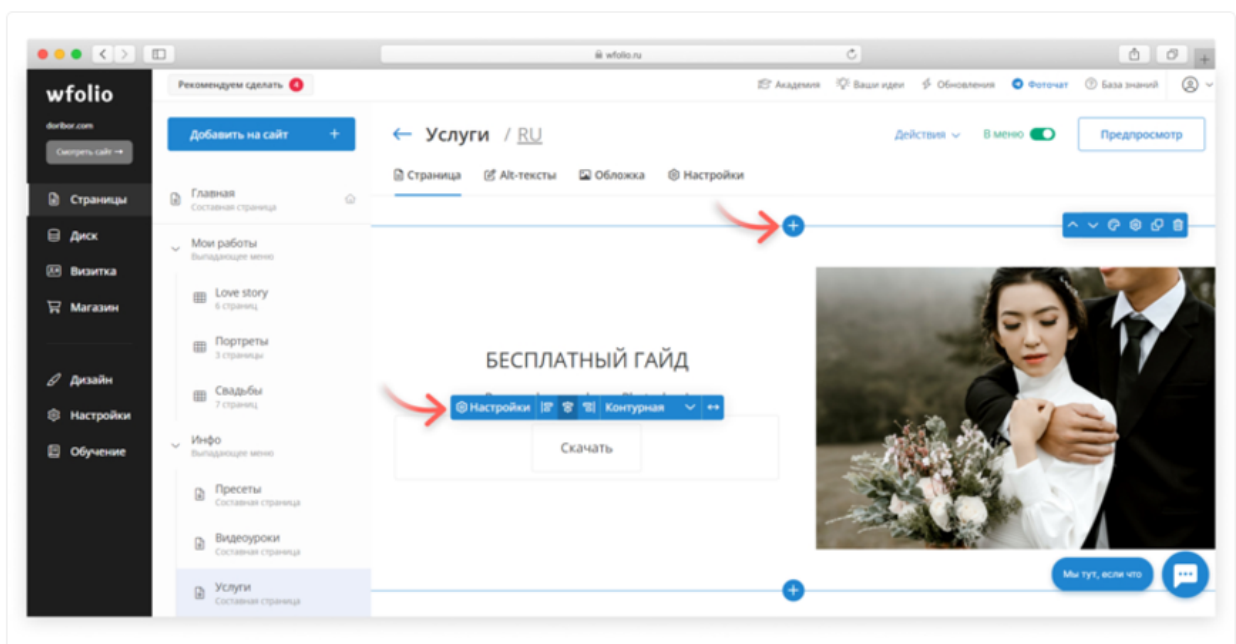 wfolio.ru
wfolio
doribor.com
Смотреть сайт →
Страницы
Диск
Визитка
Магазин
Дизайн
Настройки
Обучение
Рекомендуем сделать 4
Академия
Ваши идеи
Обновления
Фоточат
База знаний
Добавить на сайт +
Главная
Составная страница
Мои работы
Выпадающее меню
Love story
6 страниц
Портреты
3 страницы
Свадьбы
7 страниц
Инфо
Выпадающее меню
Пресеты
Составная страница
Видеоуроки
Составная страница
Услуги
Составная страница
← Услуги / RU
Действия
В меню
Предпросмотр
Страница
Alt-тексты
Обложка
Настройки
БЕСПЛАТНЫЙ ГАЙД
Настройки
Контурная
Скачать
Мы тут, если что